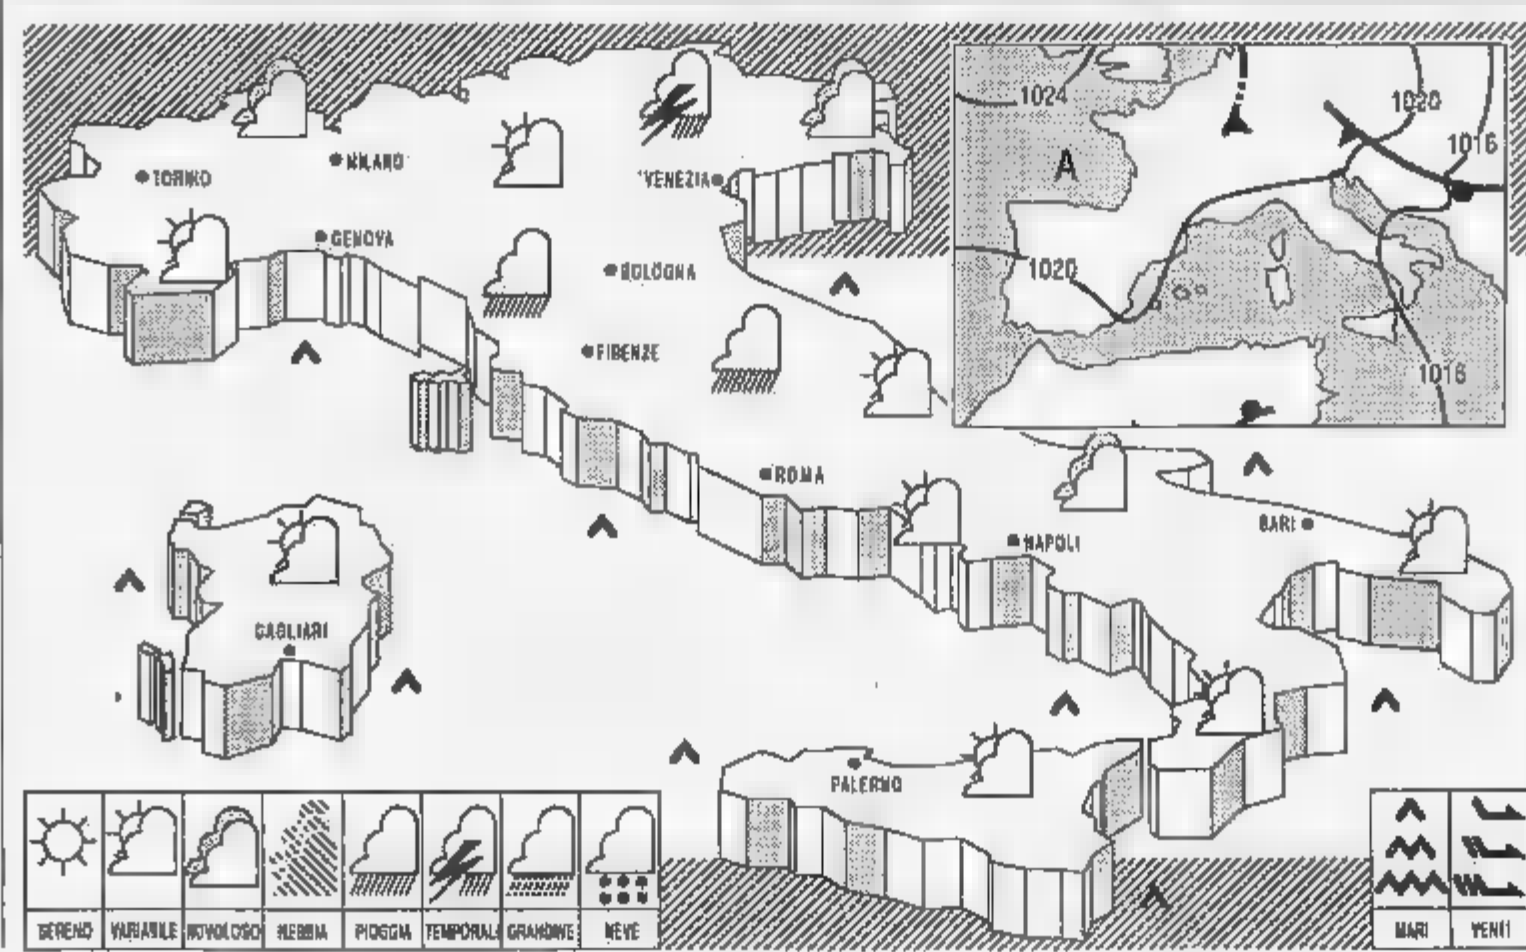 1024
1020
1016
A
MILANO
TORINO
VENEZIA
GENOVA
BOLOGNA
1020
FIRENZE
1016
ROMA
BARI
NAPOLI
CAGLIARI
PALERMO
SERENO VARIABILE NUVOLOSO NEBBIA PIOGGIA TEMPORALI GRANDINE NEVE
MARI VENTI